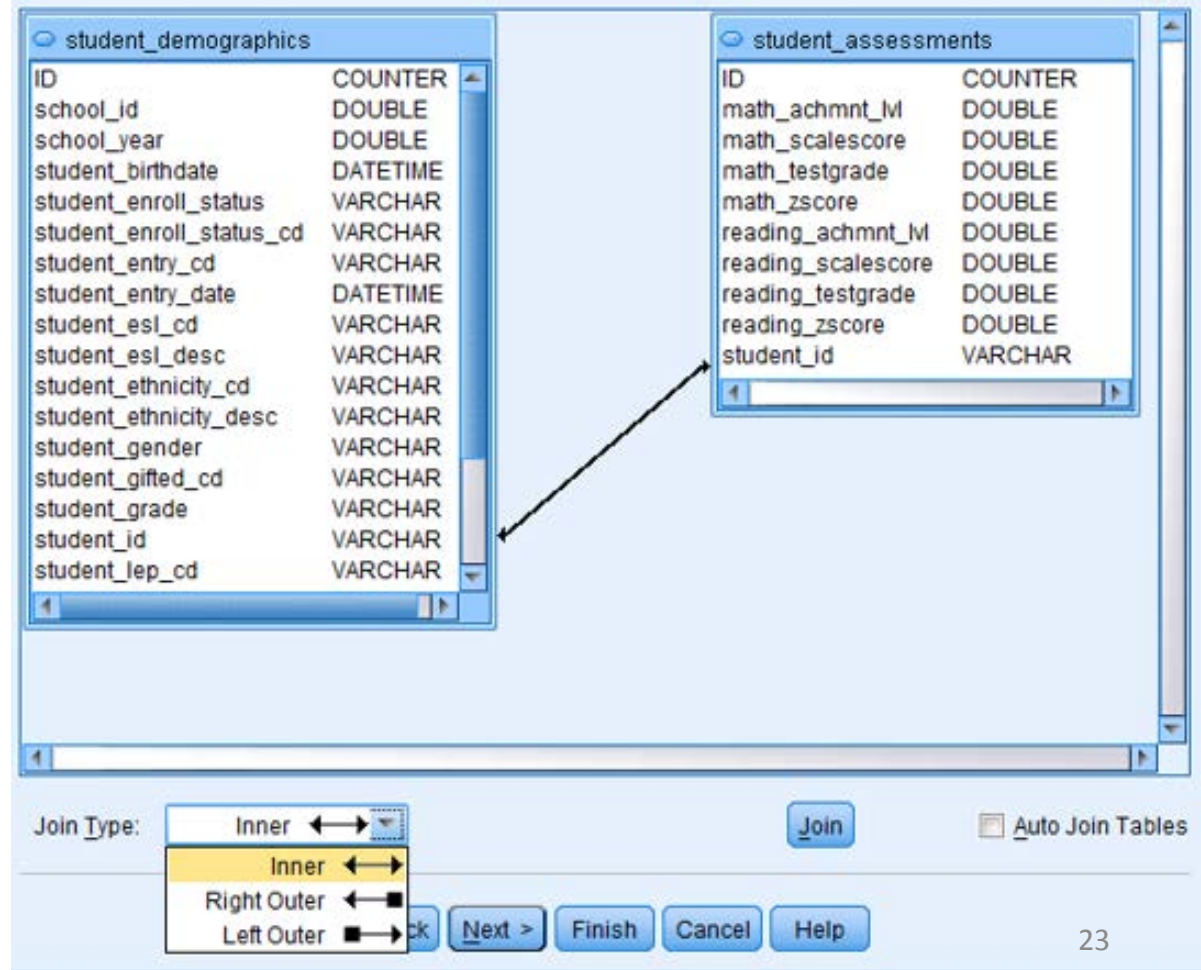 student_demographics
ID COUNTER
school_id DOUBLE
school_year DOUBLE
student_birthdate DATETIME
student_enroll_status VARCHAR
student_enroll_status_cd VARCHAR
student_entry_cd VARCHAR
student_entry_date DATETIME
student_esl_cd VARCHAR
student_esl_desc VARCHAR
student_ethnicity_cd VARCHAR
student_ethnicity_desc VARCHAR
student_gender VARCHAR
student_gifted_cd VARCHAR
student_grade VARCHAR
student_id VARCHAR
student_lep_cd VARCHAR
student_assessments
ID COUNTER
math_achmnt_lvl DOUBLE
math_scalescore DOUBLE
math_testgrade DOUBLE
math_zscore DOUBLE
reading_achmnt_lvl DOUBLE
reading_scalescore DOUBLE
reading_testgrade DOUBLE
reading_zscore DOUBLE
student_id VARCHAR
Join Type: Inner Join Auto Join Tables
Inner
Right Outer
Left Outer
ck Next > Finish Cancel Help
23